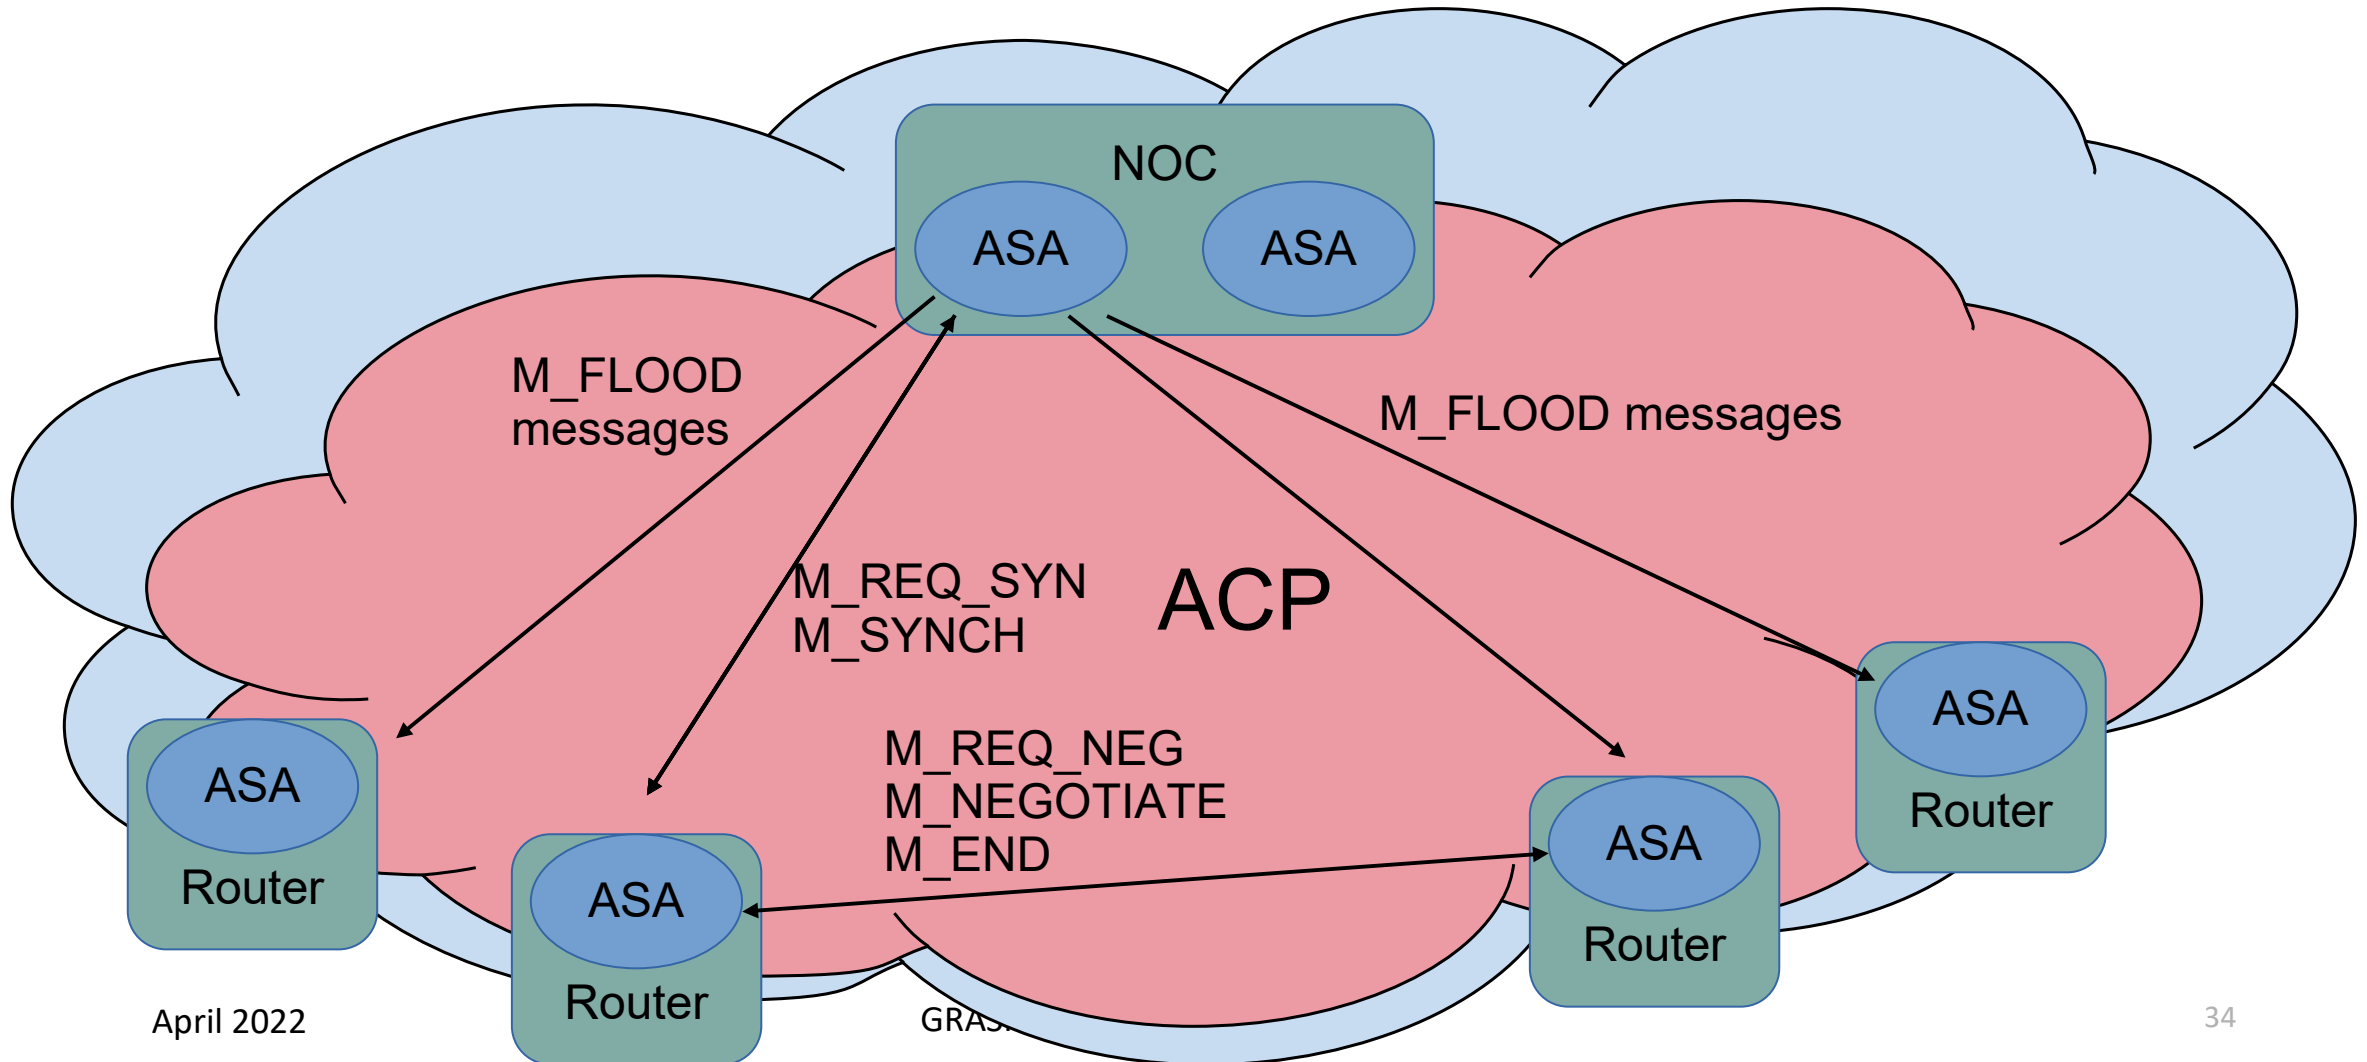 NOC
ASA
ASA
M_FLOOD
messages
M_FLOOD messages
M_REQ_SYN
M_SYNCH
ACP
M_REQ_NEG
M_NEGOTIATE
M_END
ASA
Router
ASA
Router
ASA
Router
ASA
Router
April 2022
34